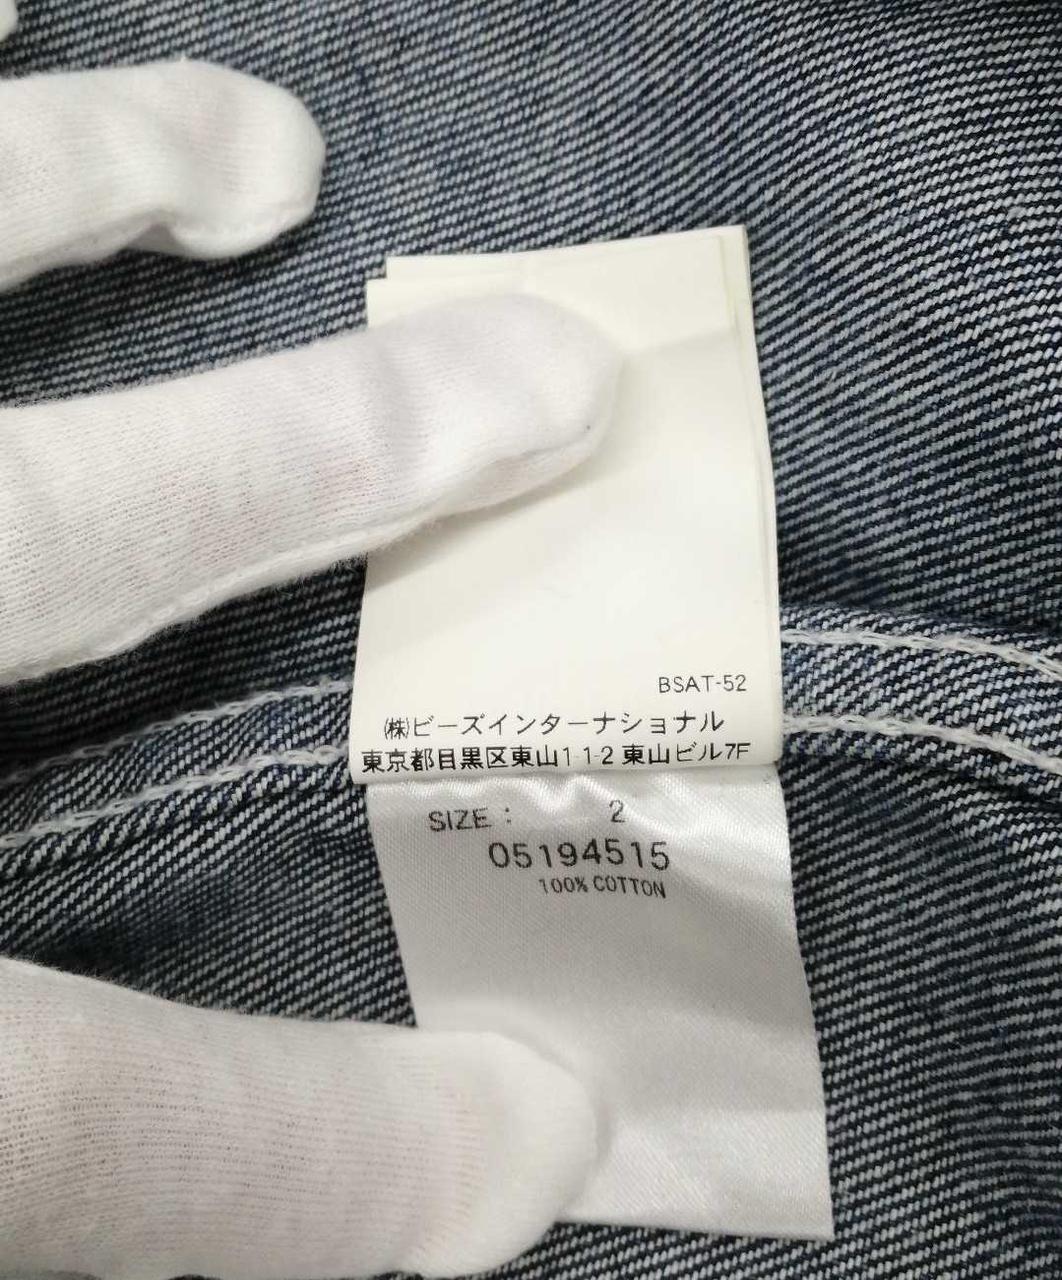 BSAT-52
㈱ビーズインターナショナル
東京都目黒区東山1-1-2 東山ビル7F
SIZE : 2
05194515
100% COTTON